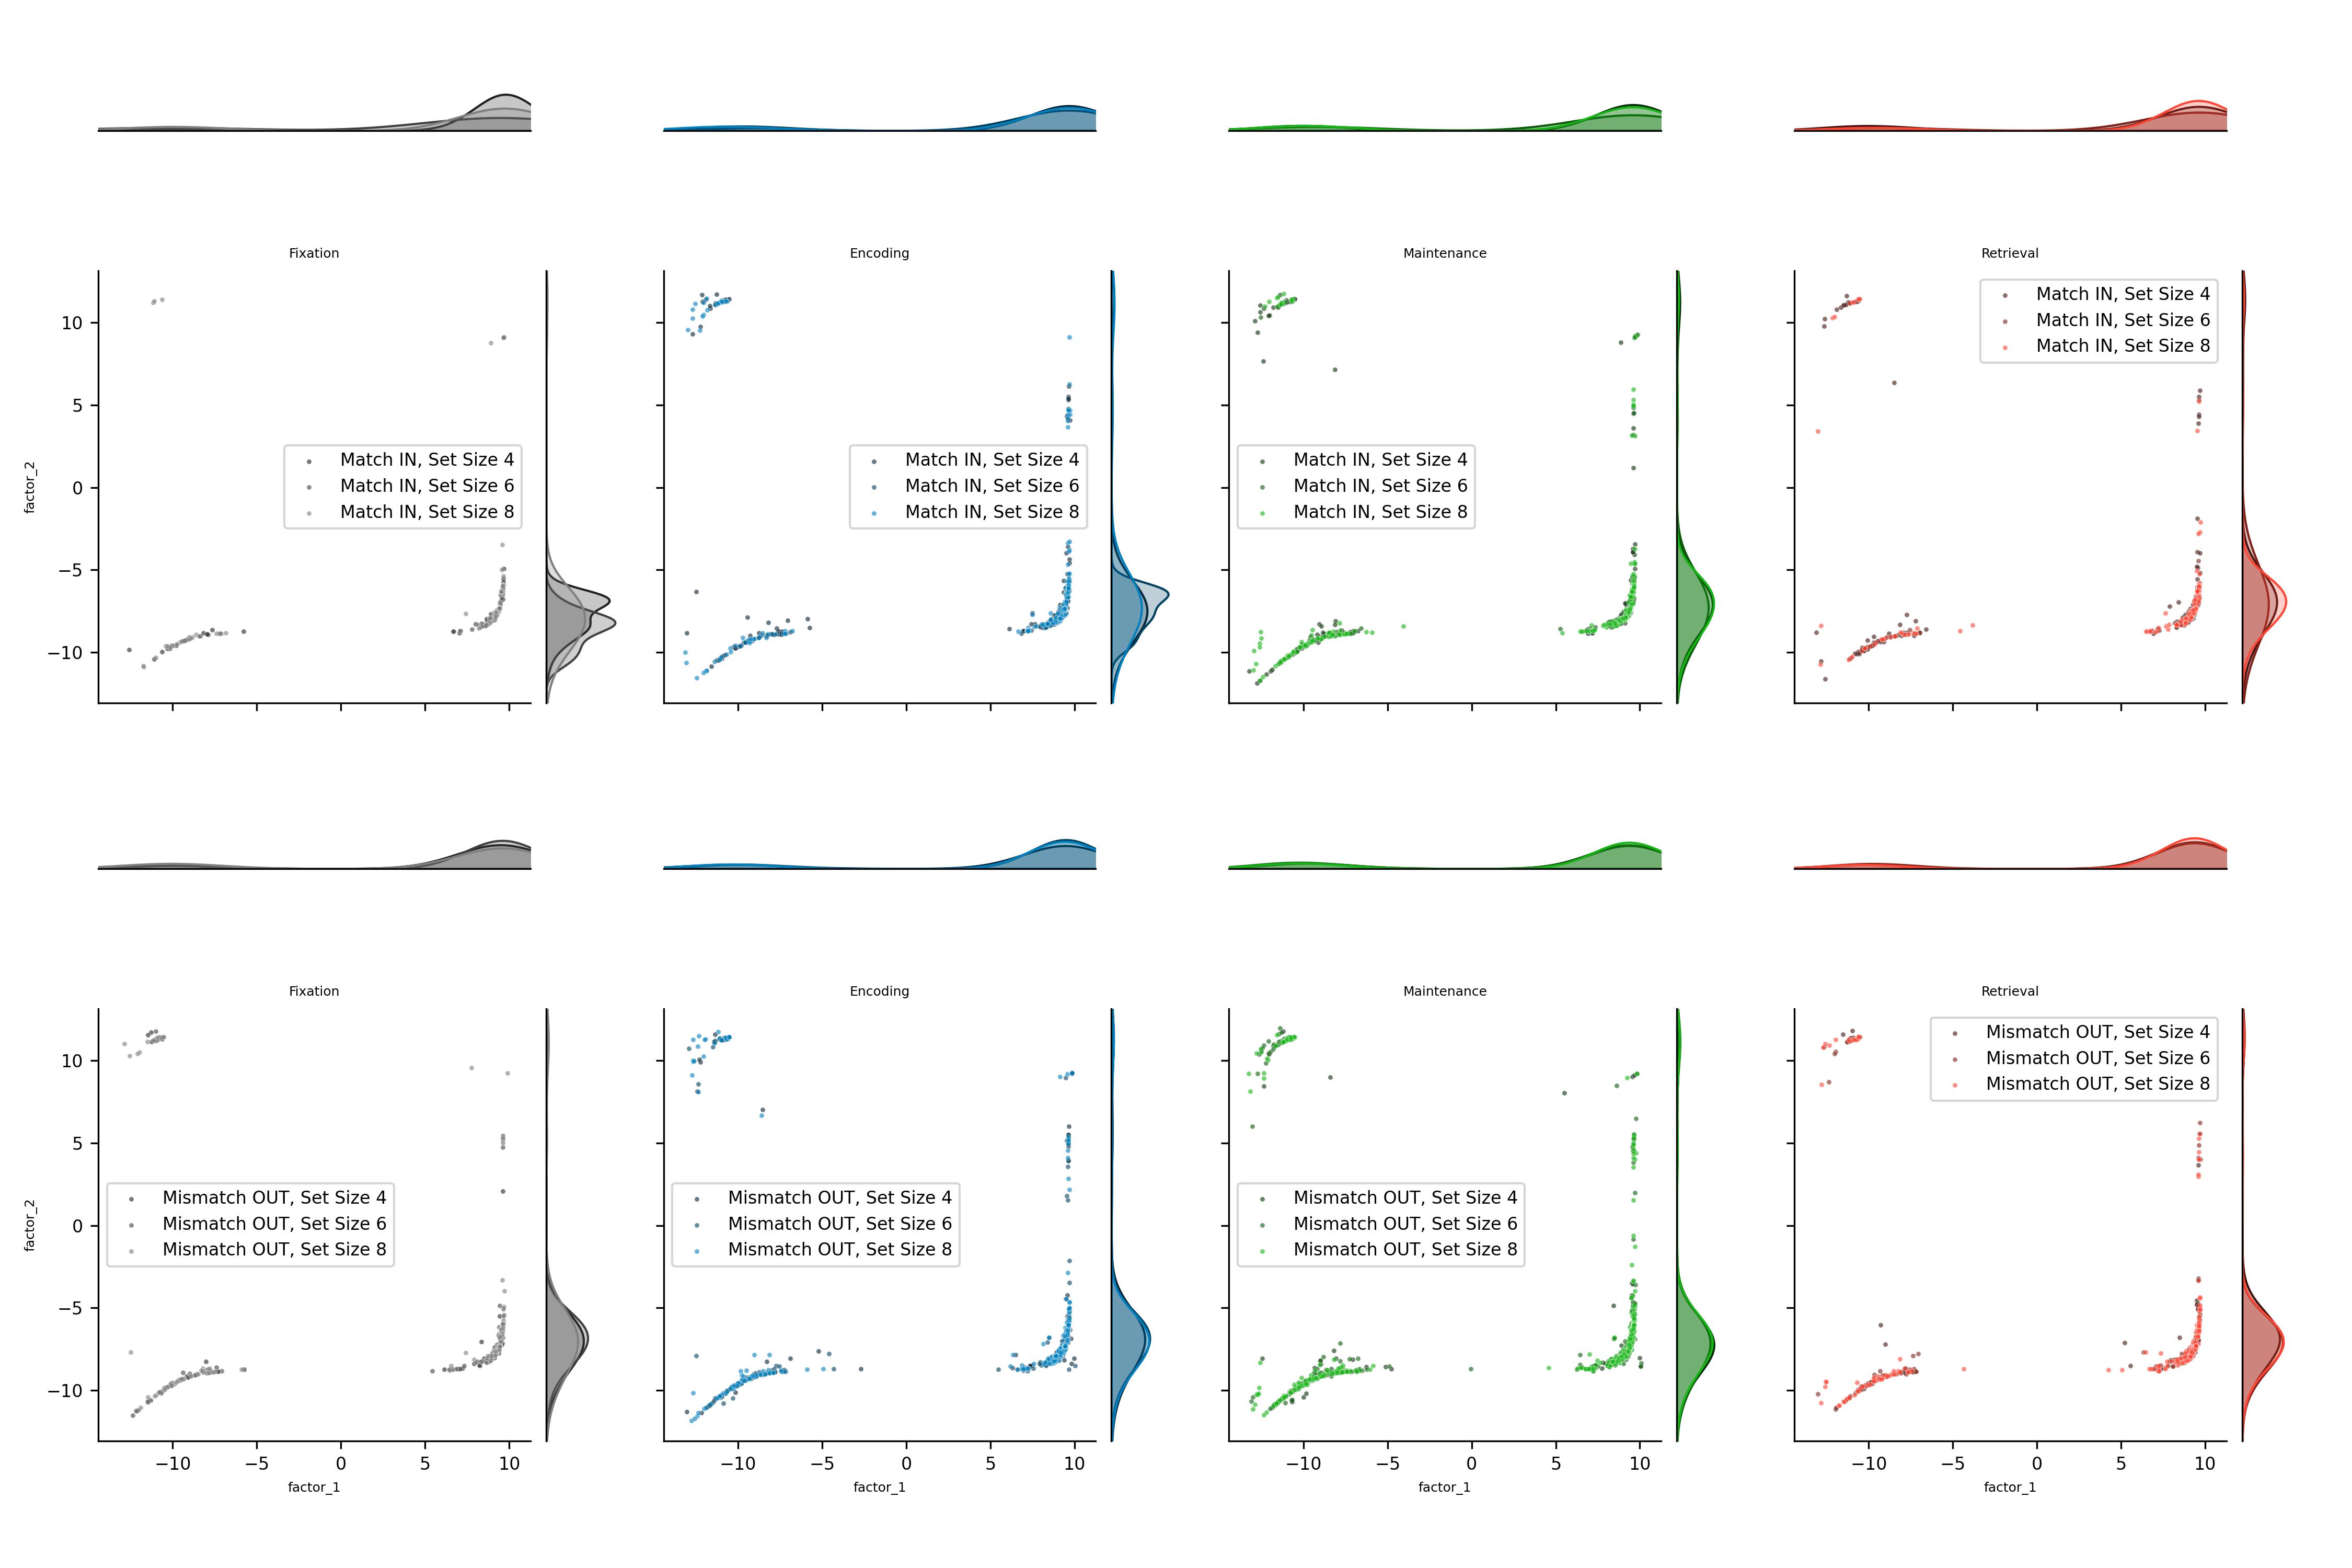 Fixation
Encoding
Maintenance
Retrieval
10
5
0
−5
−10
factor_2
Match IN, Set Size 4
Match IN, Set Size 6
Match IN, Set Size 8
Match IN, Set Size 4
Match IN, Set Size 6
Match IN, Set Size 8
Match IN, Set Size 4
Match IN, Set Size 6
Match IN, Set Size 8
Match IN, Set Size 4
Match IN, Set Size 6
Match IN, Set Size 8
Fixation
Encoding
Maintenance
Retrieval
10
5
0
−5
−10
factor_2
Mismatch OUT, Set Size 4
Mismatch OUT, Set Size 6
Mismatch OUT, Set Size 8
Mismatch OUT, Set Size 4
Mismatch OUT, Set Size 6
Mismatch OUT, Set Size 8
Mismatch OUT, Set Size 4
Mismatch OUT, Set Size 6
Mismatch OUT, Set Size 8
Mismatch OUT, Set Size 4
Mismatch OUT, Set Size 6
Mismatch OUT, Set Size 8
−10 −5 0 5 10
−10 −5 0 5 10
−10 −5 0 5 10
−10 −5 0 5 10
factor_1
factor_1
factor_1
factor_1